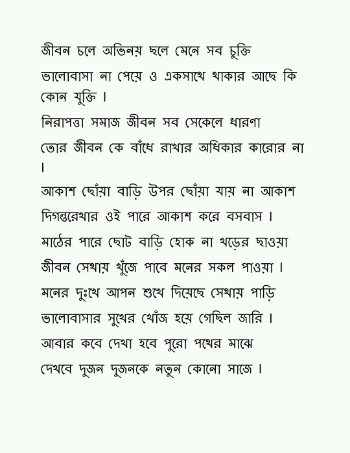 জীবন চলে অভিনয় ছলে মেনে সব চুক্তি
ভালোবাসা না পেয়ে ও একসাথে থাকার আছে কি
কোন যুক্তি ।
নিরাপত্তা সমাজ জীবন সব সেকেলে ধারণা
তোর জীবন কে বাঁধে রাখার অধিকার কারোর না
।
আকাশ ছোঁয়া বাড়ি উপর ছোঁয়া যায় না আকাশ
দিগন্তরেখার ওই পারে আকাশ করে বসবাস ।
মাঠের পারে ছোট বাড়ি হোক না খড়ের ছাওয়া
জীবন সেখায় খুঁজে পাবে মনের সকল পাওয়া ।
মনের দুঃখে আপন শুখে দিয়েছে সেখায় পাড়ি
ভালোবাসার সুখের খোঁজ হয়ে গেছিল জারি ।
আবার কবে দেখা হবে পুরো পথের মাঝে
দেখবে দুজন দুজনকে নতুন কোনো সাজে ।